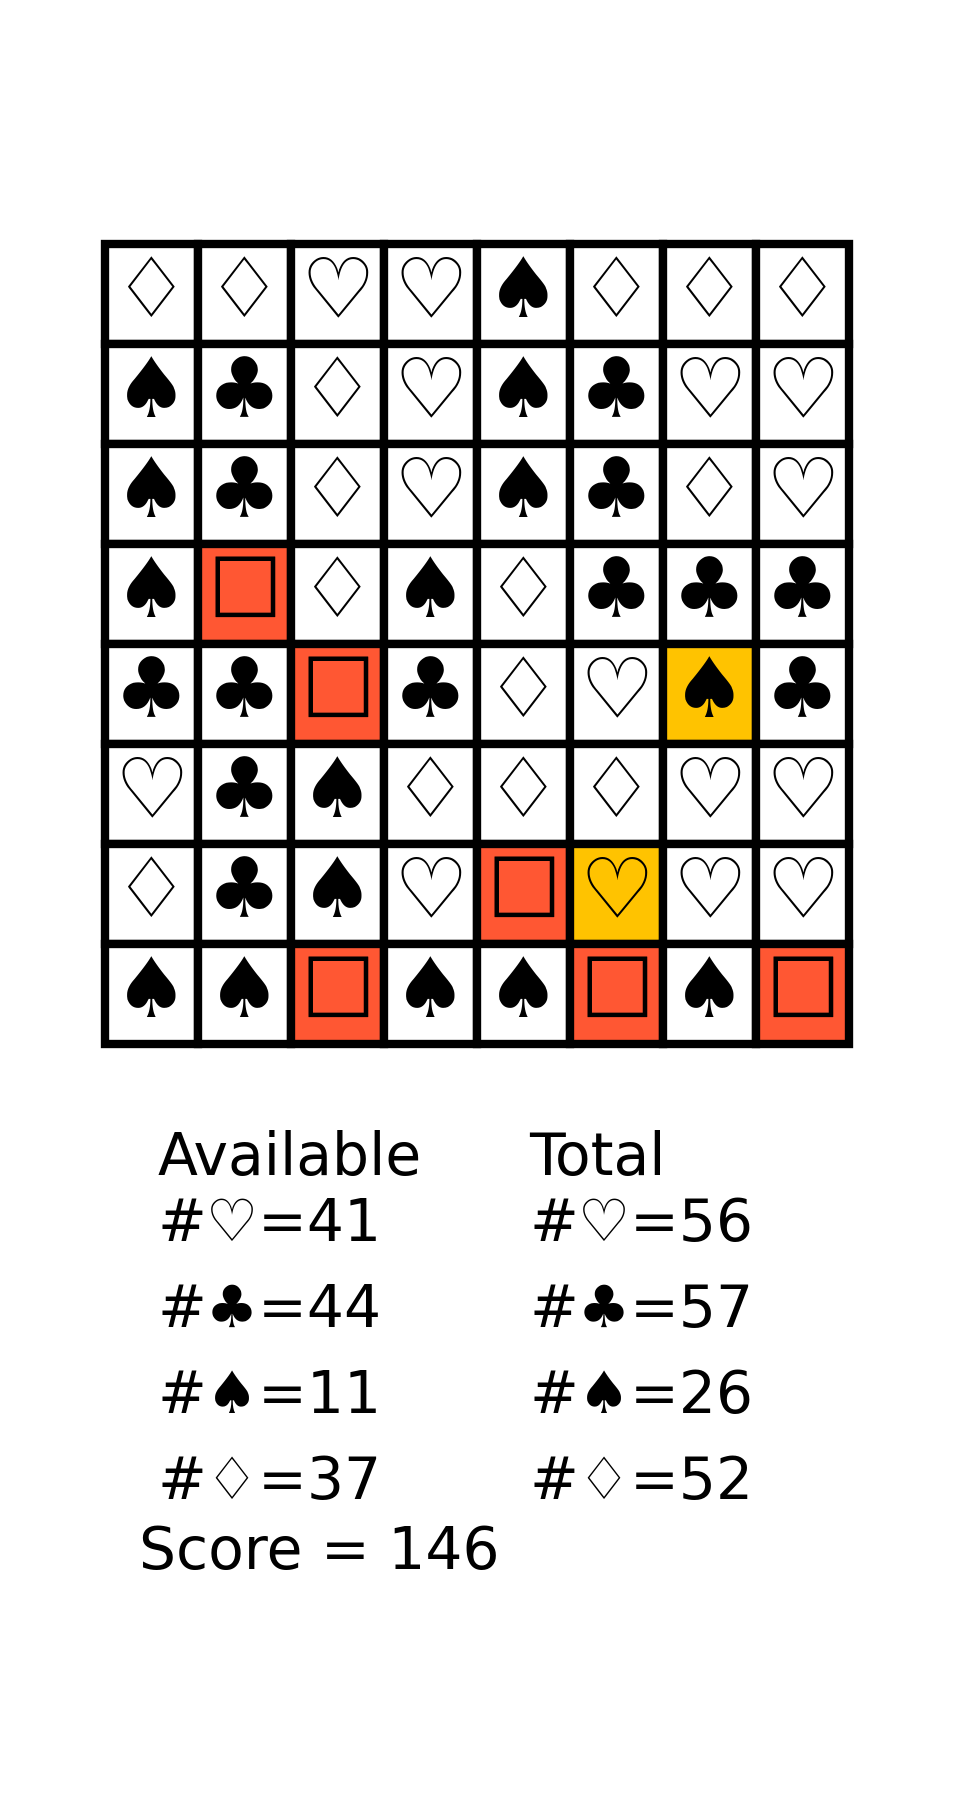 ♢ ♢ ♡ ♡ ♠ ♢ ♢ ♢
♠ ♣ ♢ ♡ ♠ ♣ ♡ ♡
♠ ♣ ♢ ♡ ♠ ♣ ♢ ♡
♠ □ ♢ ♠ ♢ ♣ ♣ ♣
♣ ♣ □ ♣ ♢ ♡ ♠ ♣
♡ ♣ ♠ ♢ ♢ ♢ ♡ ♡
♢ ♣ ♠ ♡ □ ♡ ♡ ♡
♠ ♠ □ ♠ ♠ □ ♠ □
Available Total
#♡=41 #♡=56
#♣=44 #♣=57
#♠=11 #♠=26
#♢=37 #♢=52
Score = 146